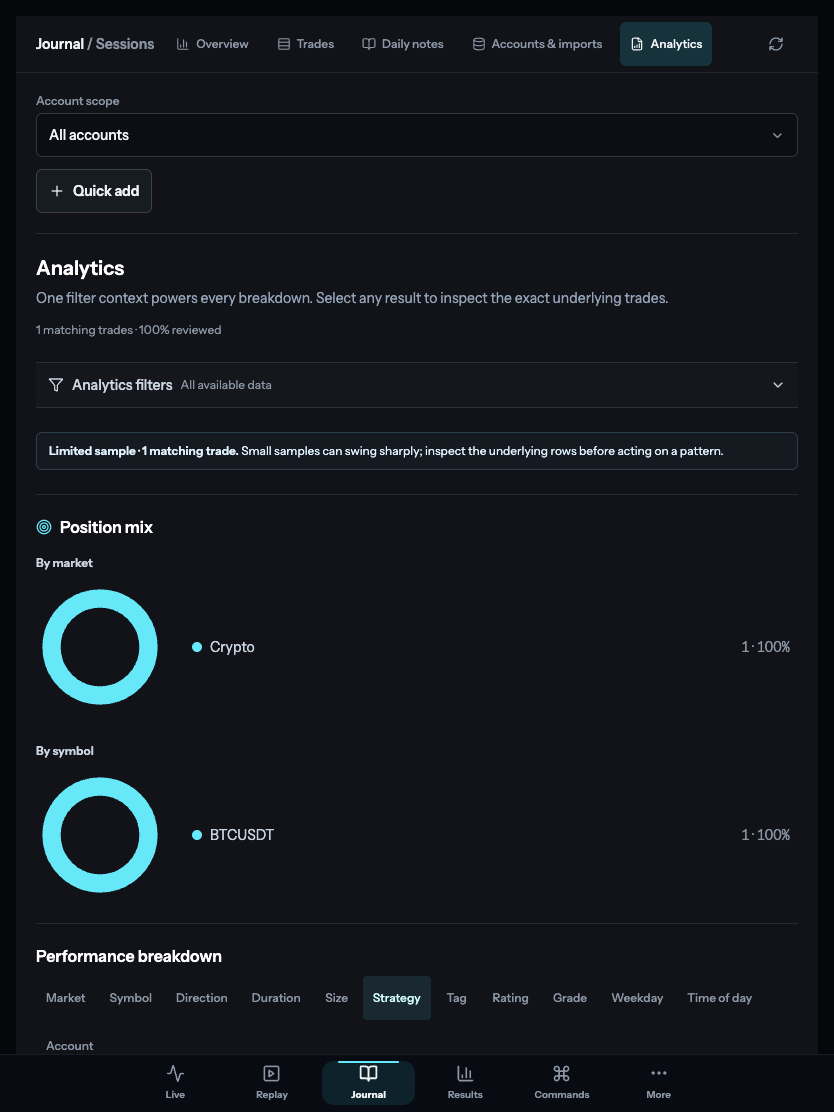 Journal / Sessions Overview Trades Daily notes Accounts & imports Analytics
Account scope
All accounts
+ Quick add
Analytics
One filter context powers every breakdown. Select any result to inspect the exact underlying trades.
1 matching trades · 100% reviewed
Analytics filters All available data
Limited sample · 1 matching trade. Small samples can swing sharply; inspect the underlying rows before acting on a pattern.
Position mix
By market
Crypto 1 · 100%
By symbol
BTCUSDT 1 · 100%
Performance breakdown
Market Symbol Direction Duration Size Strategy Tag Rating Grade Weekday Time of day
Account
Live Replay Journal Results Commands More